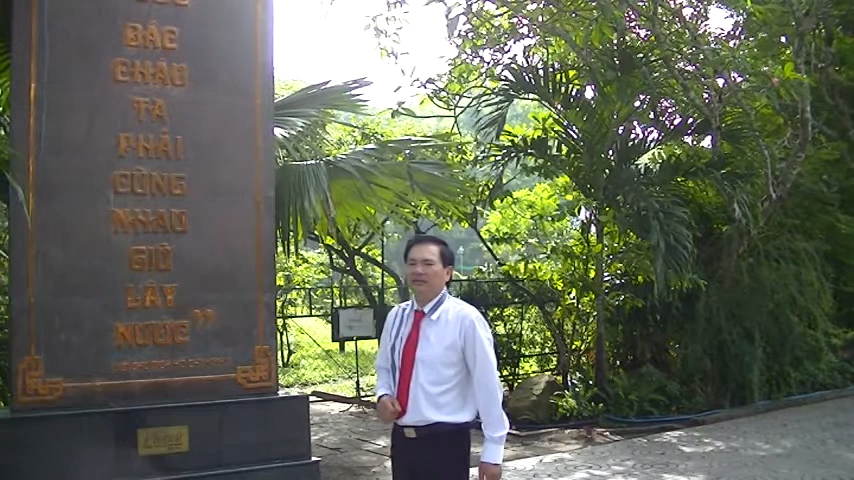 BÁC
CHÁU
TA
PHẢI
CÙNG
NHAU
GIỮ
LẤY
NƯỚC"